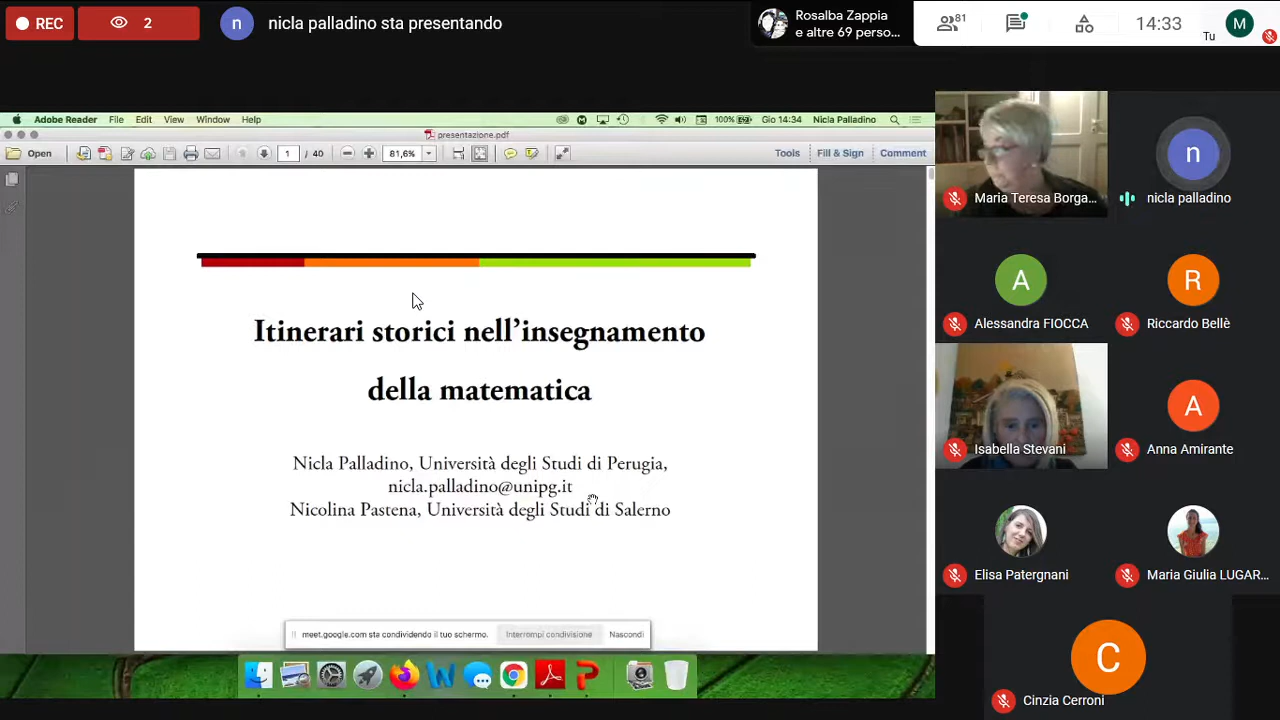 REC
2
n
nicla palladino sta presentando
Rosalba Zappia
e altre 69 perso...
81
14:33
Tu
M
Adobe Reader File Edit View Window Help
100%
Gio 14:34 Nicla Palladino
presentazione.pdf
Open
1 / 40
81,6%
Tools Fill & Sign Comment
Itinerari storici nell’insegnamento
della matematica
Nicla Palladino, Università degli Studi di Perugia,
nicla.palladino@unipg.it
Nicolina Pastena, Università degli Studi di Salerno
meet.google.com sta condividendo il tuo schermo.
Interrompi condivisione
Nascondi
Maria Teresa Borga...
n
nicla palladino
A
Alessandra FIOCCA
R
Riccardo Bellè
Isabella Stevani
A
Anna Amirante
Elisa Patergnani
Maria Giulia LUGAR...
C
Cinzia Cerroni